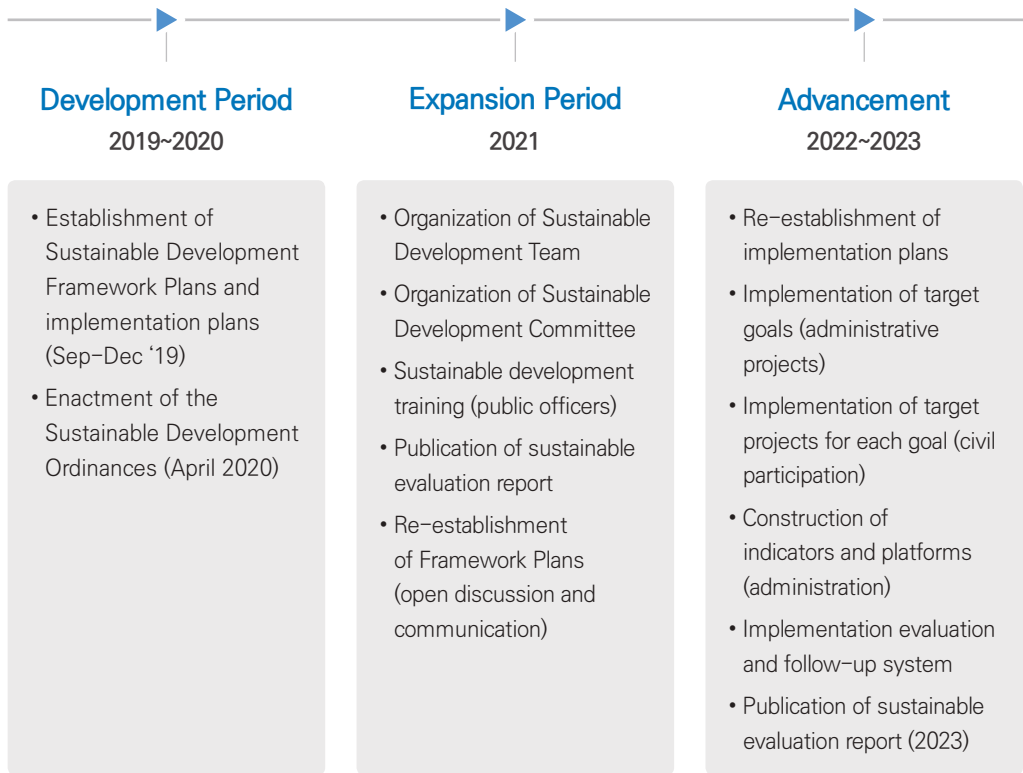 Development Period
2019~2020
• Establishment of
Sustainable Development
Framework Plans and
implementation plans
(Sep-Dec ‘19)
• Enactment of the
Sustainable Development
Ordinances (April 2020)
Expansion Period
2021
• Organization of Sustainable
Development Team
• Organization of Sustainable
Development Committee
• Sustainable development
training (public officers)
• Publication of sustainable
evaluation report
• Re-establishment
of Framework Plans
(open discussion and
communication)
Advancement
2022~2023
• Re-establishment of
implementation plans
• Implementation of target
goals (administrative
projects)
• Implementation of target
projects for each goal (civil
participation)
• Construction of
indicators and platforms
(administration)
• Implementation evaluation
and follow-up system
• Publication of sustainable
evaluation report (2023)